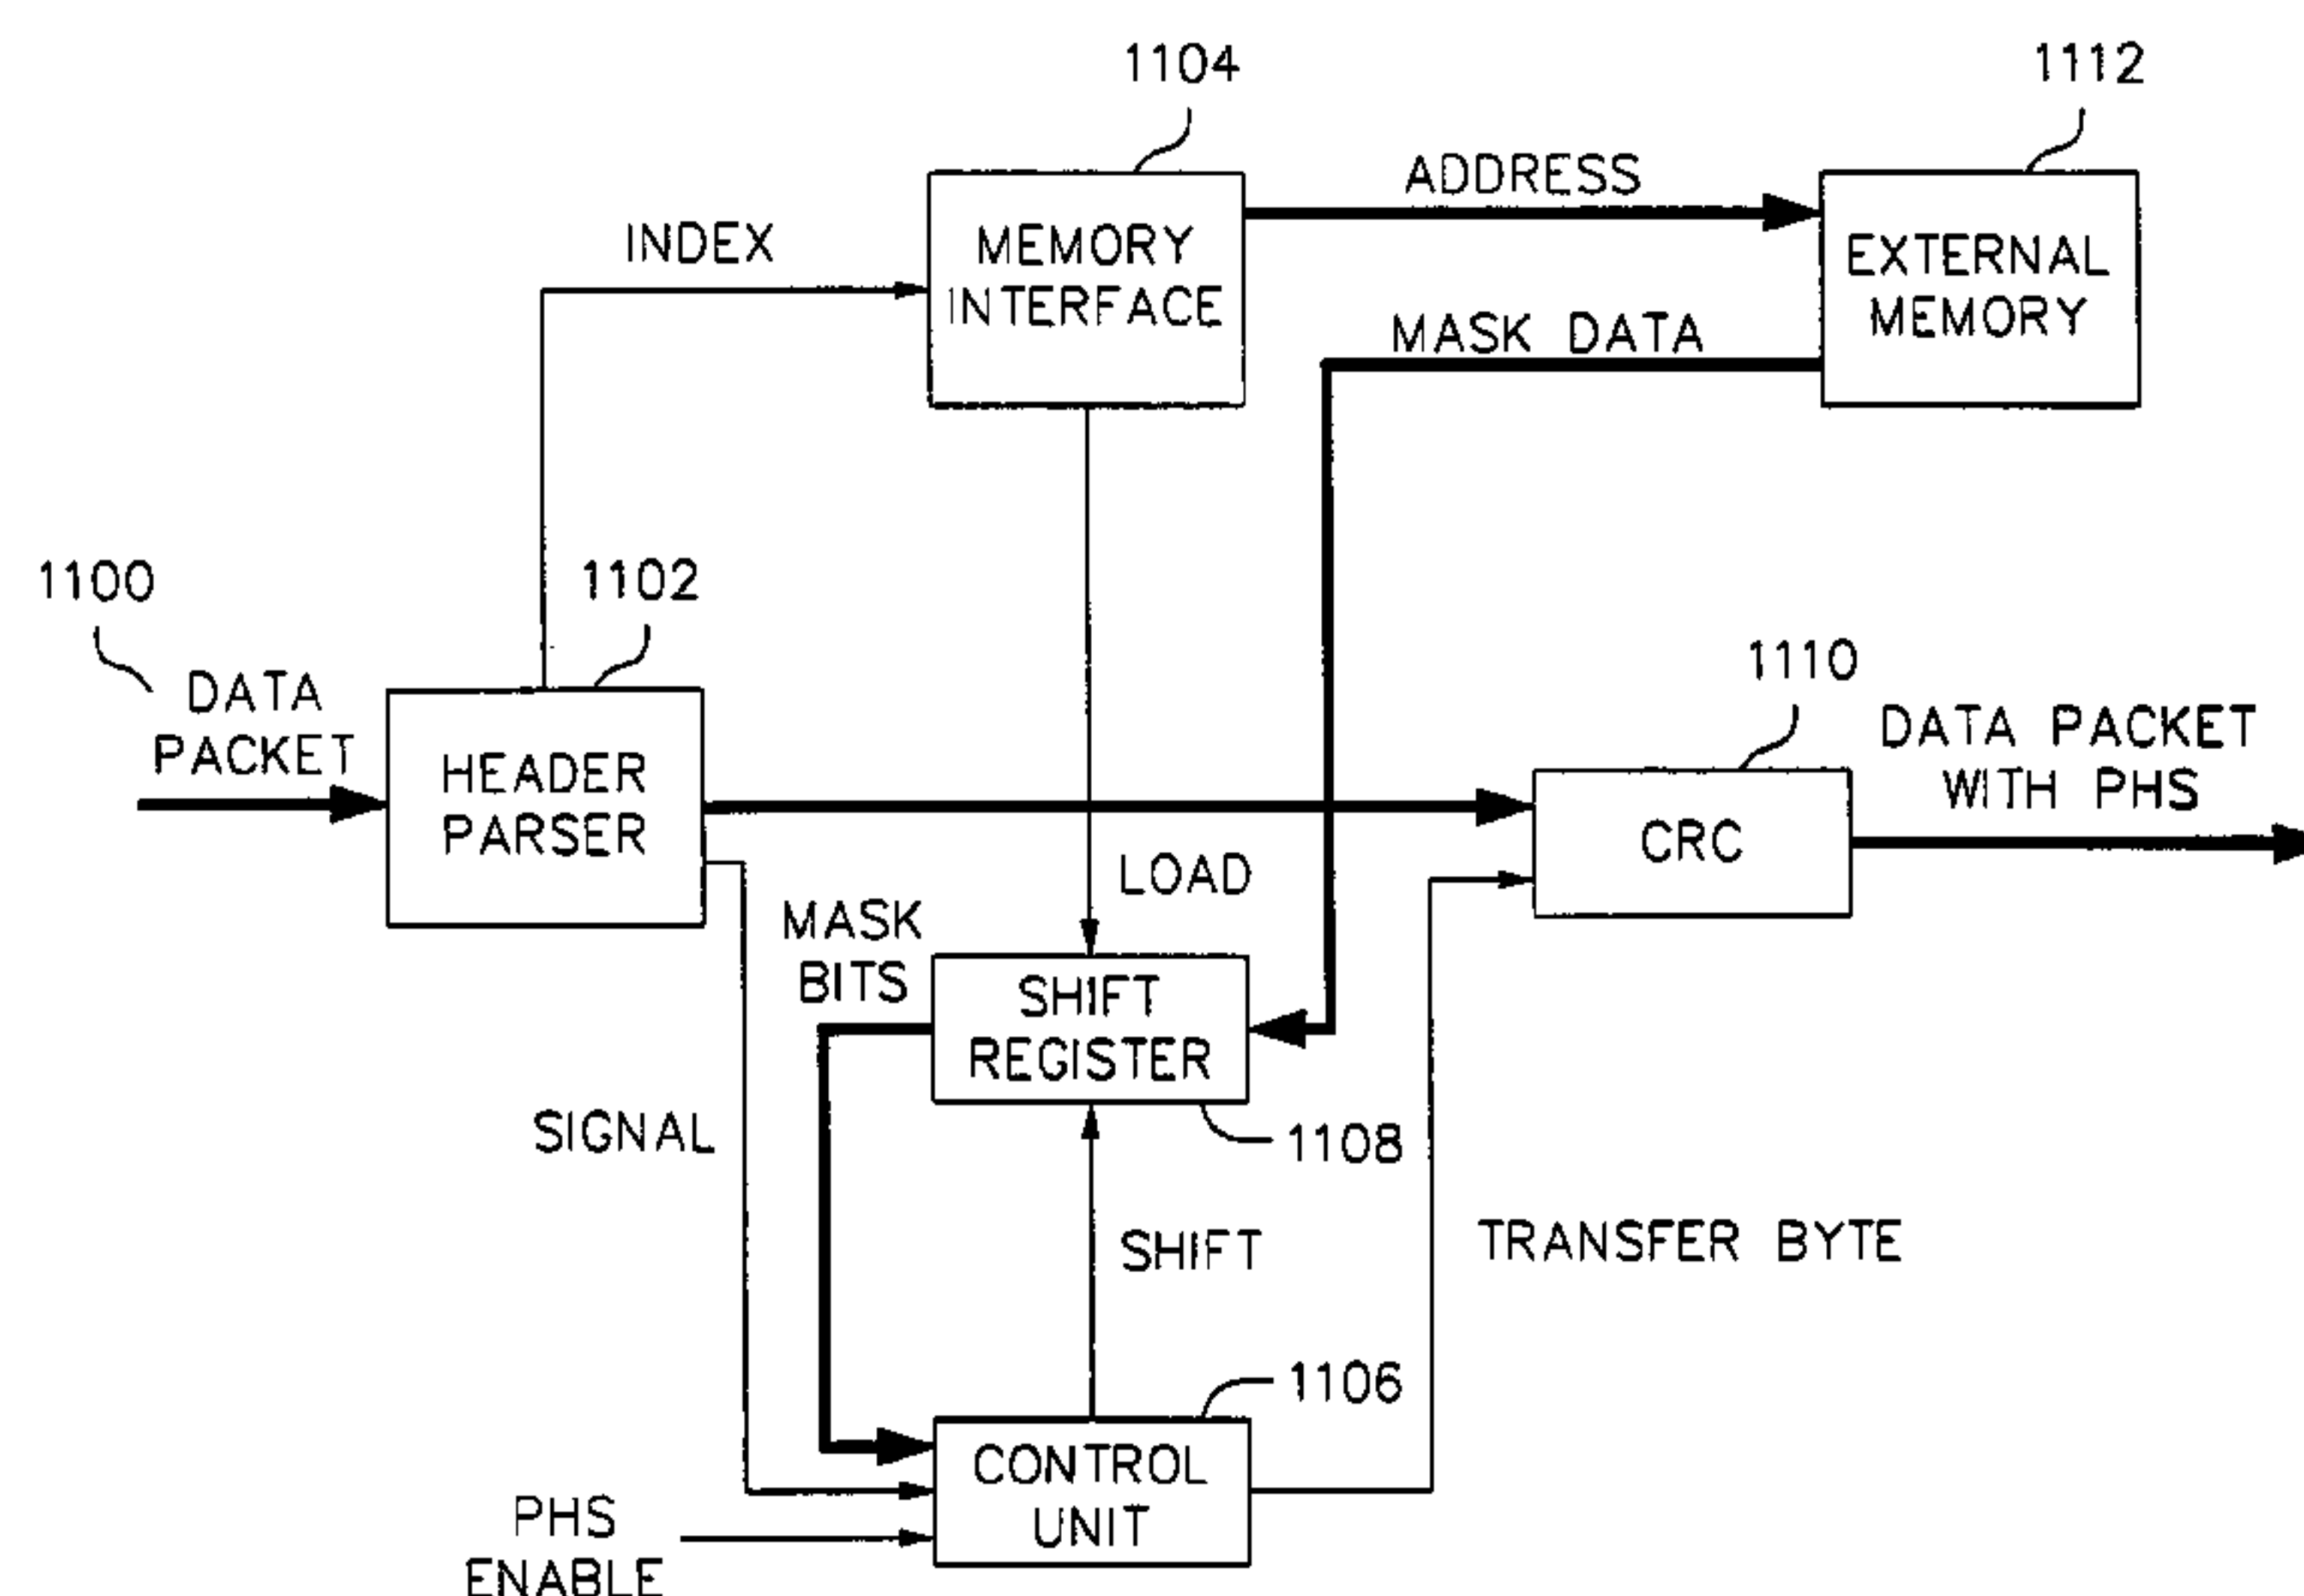 1104
1112
ADDRESS
INDEX
MEMORY
INTERFACE
EXTERNAL
MEMORY
MASK DATA
1100
1102
DATA
PACKET
HEADER
PARSER
1110
DATA PACKET
WITH PHS
CRC
LOAD
MASK
BITS
SHIFT
REGISTER
SIGNAL
1108
SHIFT
TRANSFER BYTE
1106
CONTROL
UNIT
PHS
ENABLE